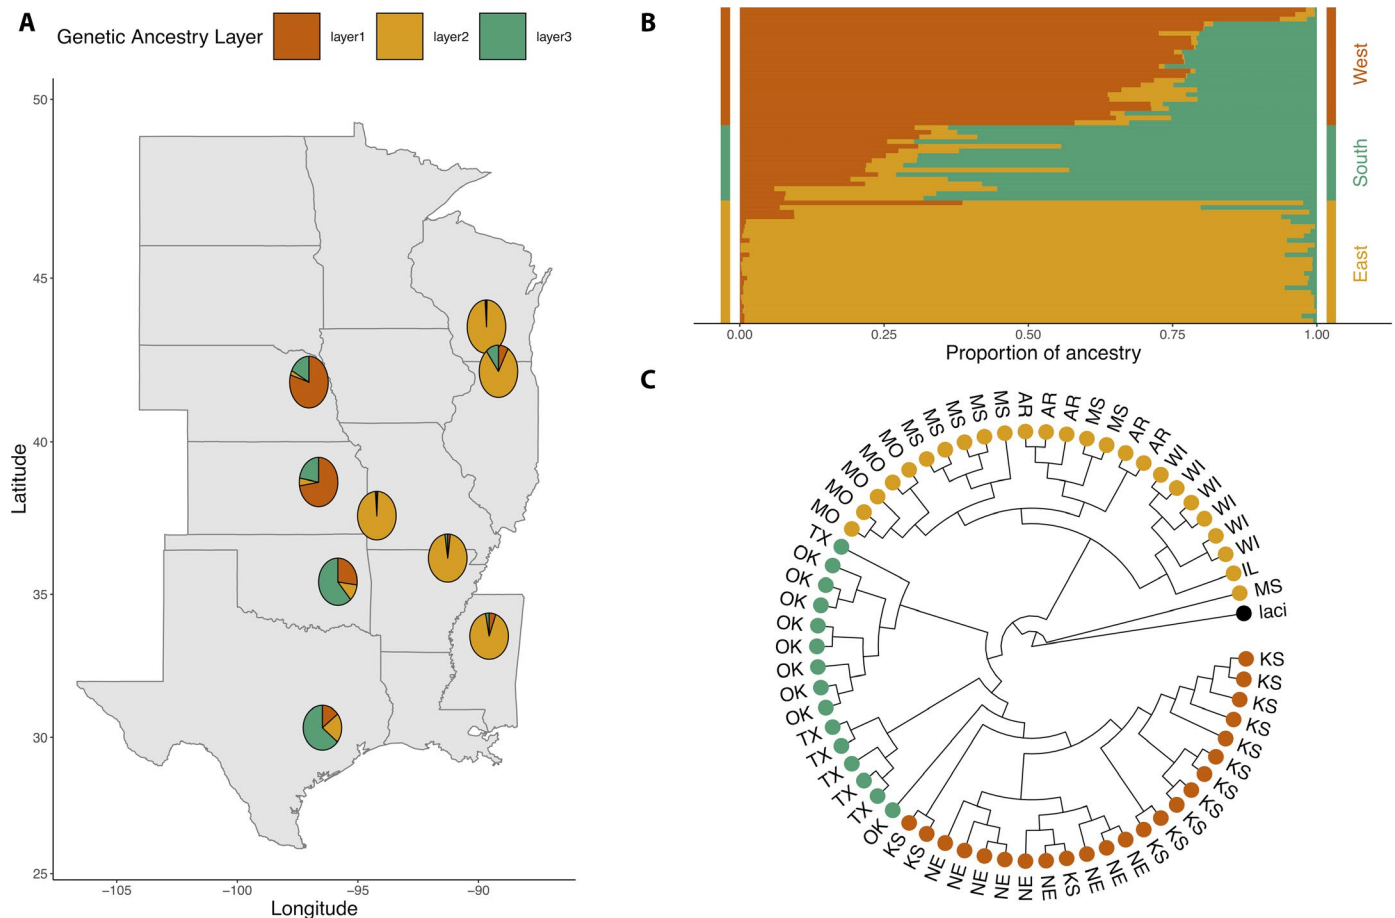 A
Genetic Ancestry Layer layer1 layer2 layer3
50
45
40
35
30
25
Latitude
−105 −100 −95 −90
Longitude
B
West
South
East
0.00 0.25 0.50 0.75 1.00
Proportion of ancestry
C
TX
MO
MO
MO
MO
MO
MS
MS
MS
MS
MS
AR
AR
AR
MS
MS
AR
AR
WI
WI
WI
WI
WI
WI
IL
MS
laci
KS
KS
KS
KS
KS
KS
KS
KS
KS
KS
KS
NE
NE
NE
KS
NE
NE
NE
NE
NE
KS
KS
OK
TX
TX
TX
TX
TX
OK
OK
OK
OK
OK
OK
OK
OK